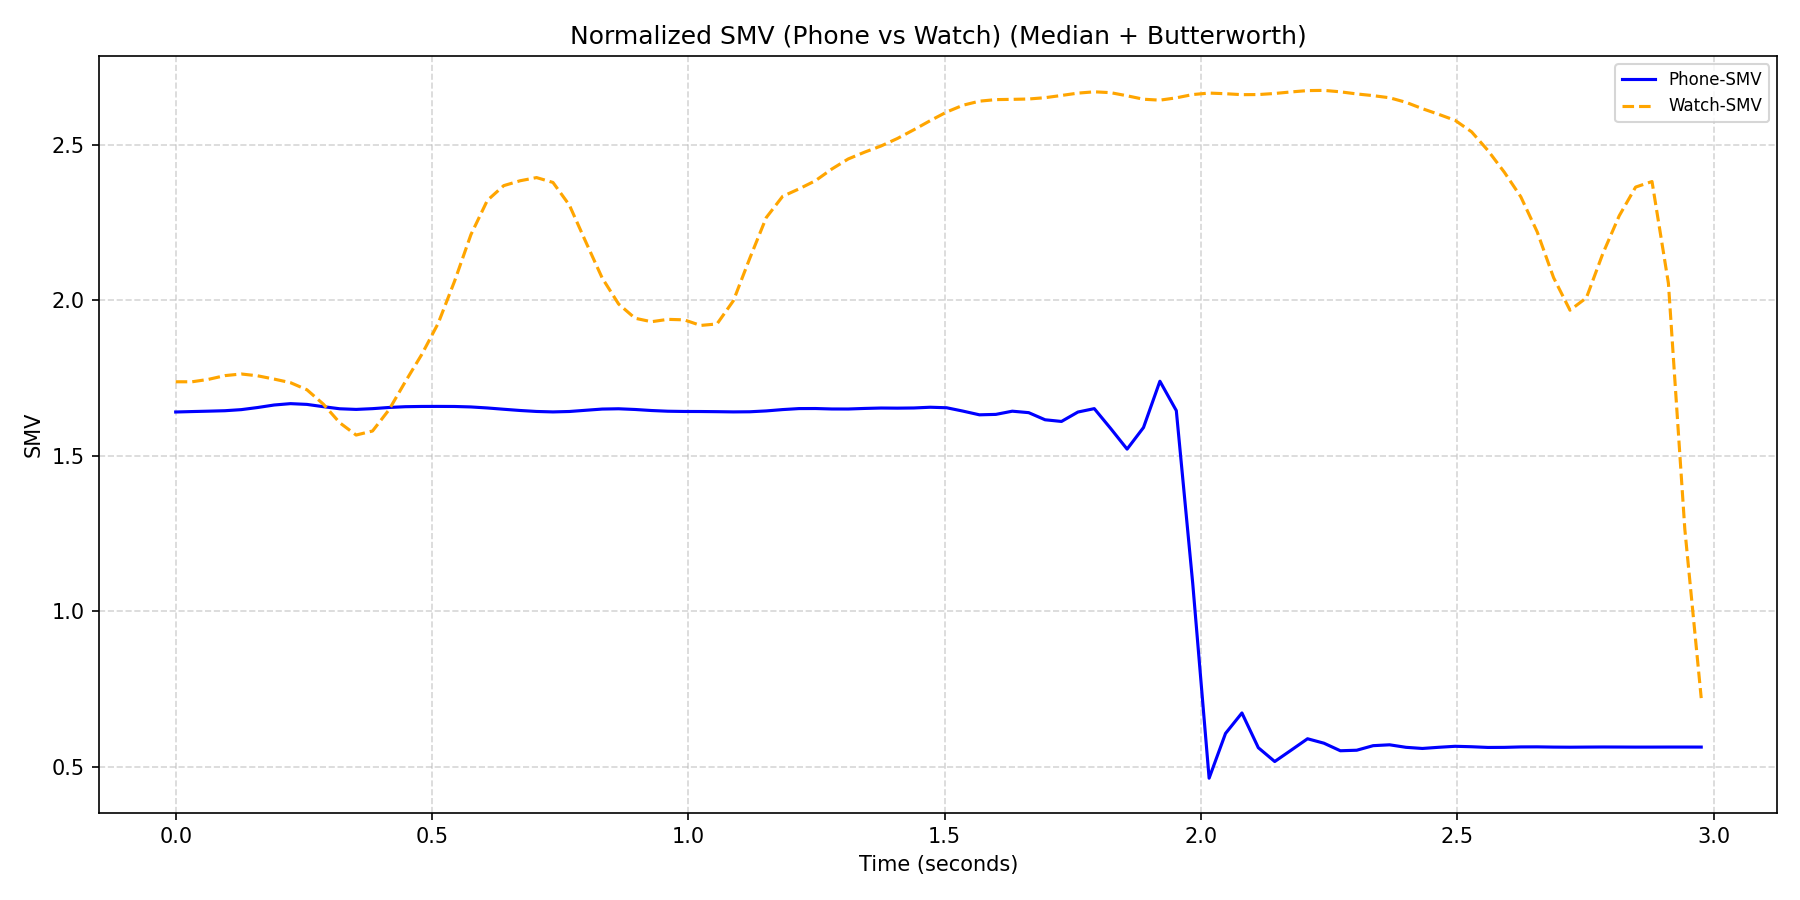 Normalized SMV (Phone vs Watch) (Median + Butterworth)
Phone-SMV
Watch-SMV
SMV
2.5
2.0
1.5
1.0
0.5
0.0 0.5 1.0 1.5 2.0 2.5 3.0
Time (seconds)